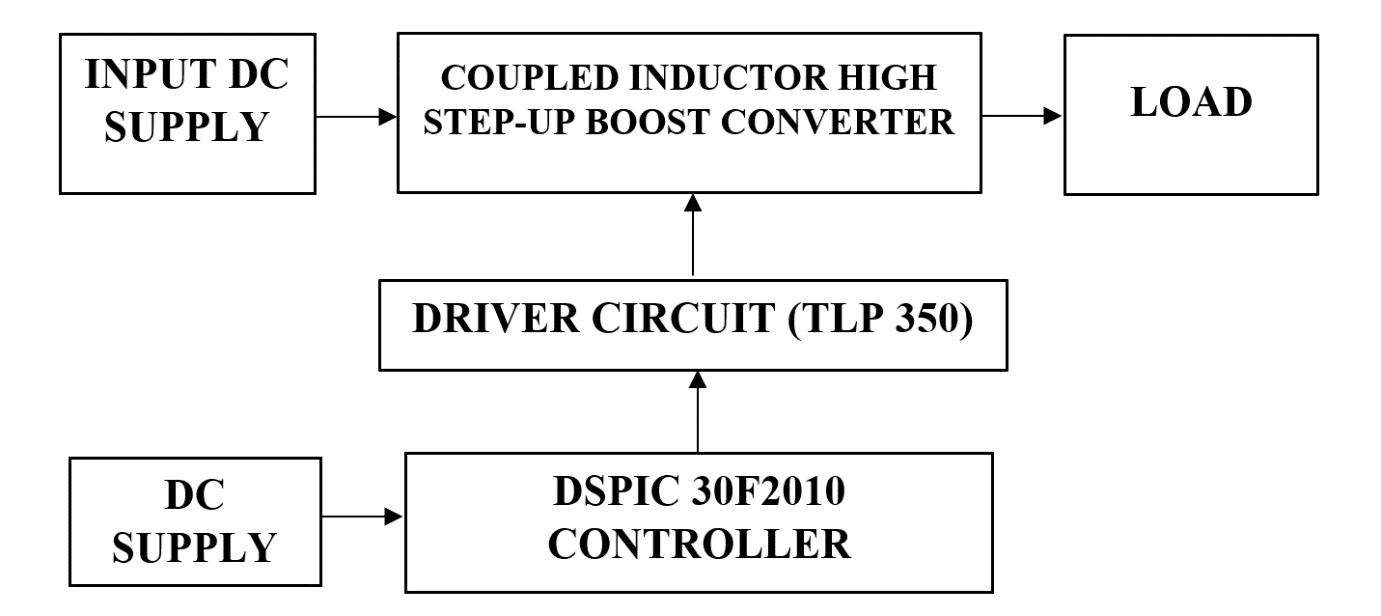 INPUT DC
SUPPLY
COUPLED INDUCTOR HIGH
STEP-UP BOOST CONVERTER
LOAD
DRIVER CIRCUIT (TLP 350)
DC
SUPPLY
DSPIC 30F2010
CONTROLLER